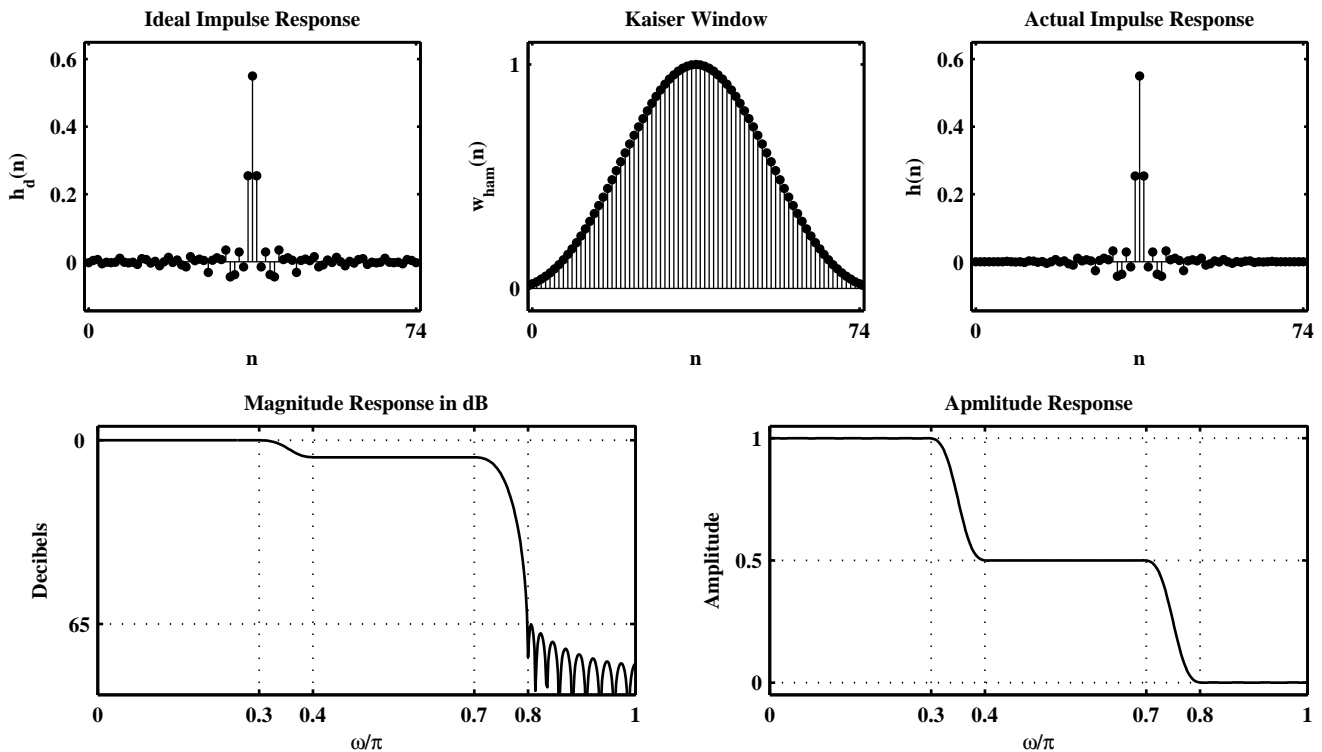 Ideal Impulse Response
Kaiser Window
Actual Impulse Response
0.6
0.4
0.2
0
h_d(n)
0
74
n
1
0
w_ham(n)
0
74
n
0.6
0.4
0.2
0
h(n)
0
74
n
Magnitude Response in dB
0
65
Decibels
0
0.3
0.4
0.7
0.8
1
ω/π
Apmlitude Response
1
0.5
0
Amplitude
0
0.3
0.4
0.7
0.8
1
ω/π